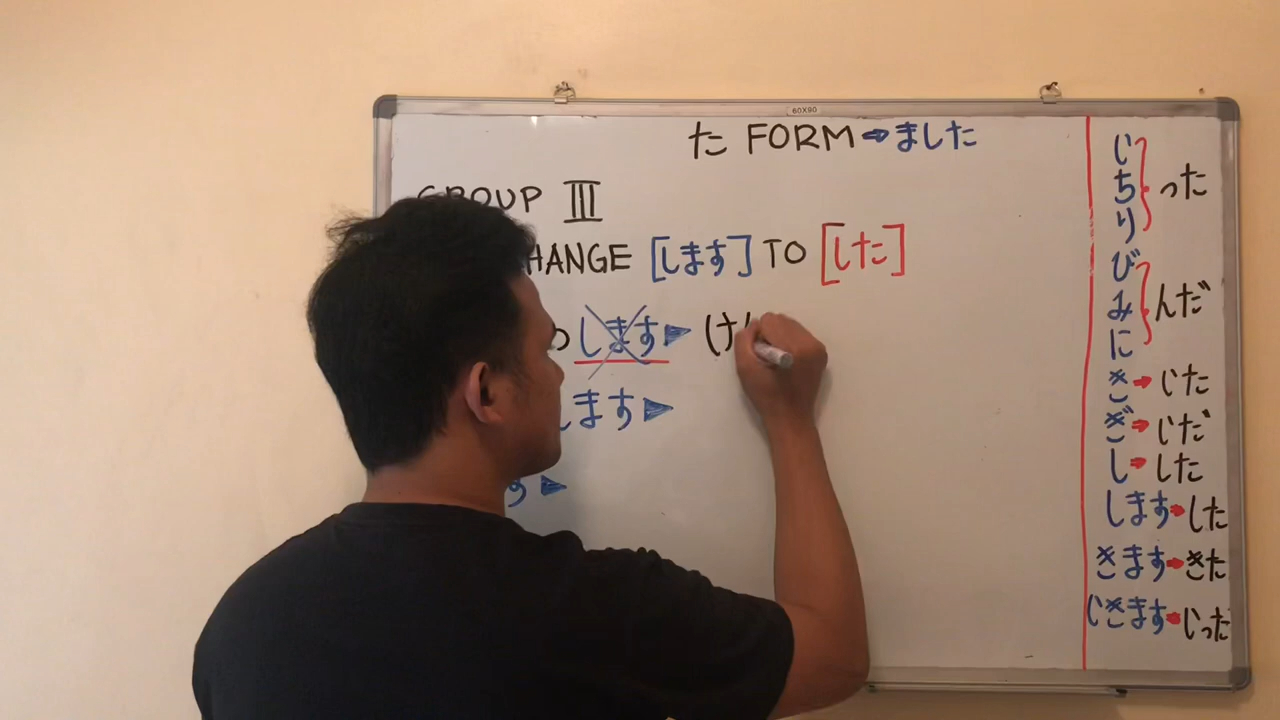 60X90
た FORM➡ました
GROUP III
HANGE [します] TO [した]
します▶ け
します▶
す▶
い
ち
り
った
び
み
に
んだ
き➡いた
ぎ➡いだ
し➡した
します➡した
きます➡きた
いきます➡いった